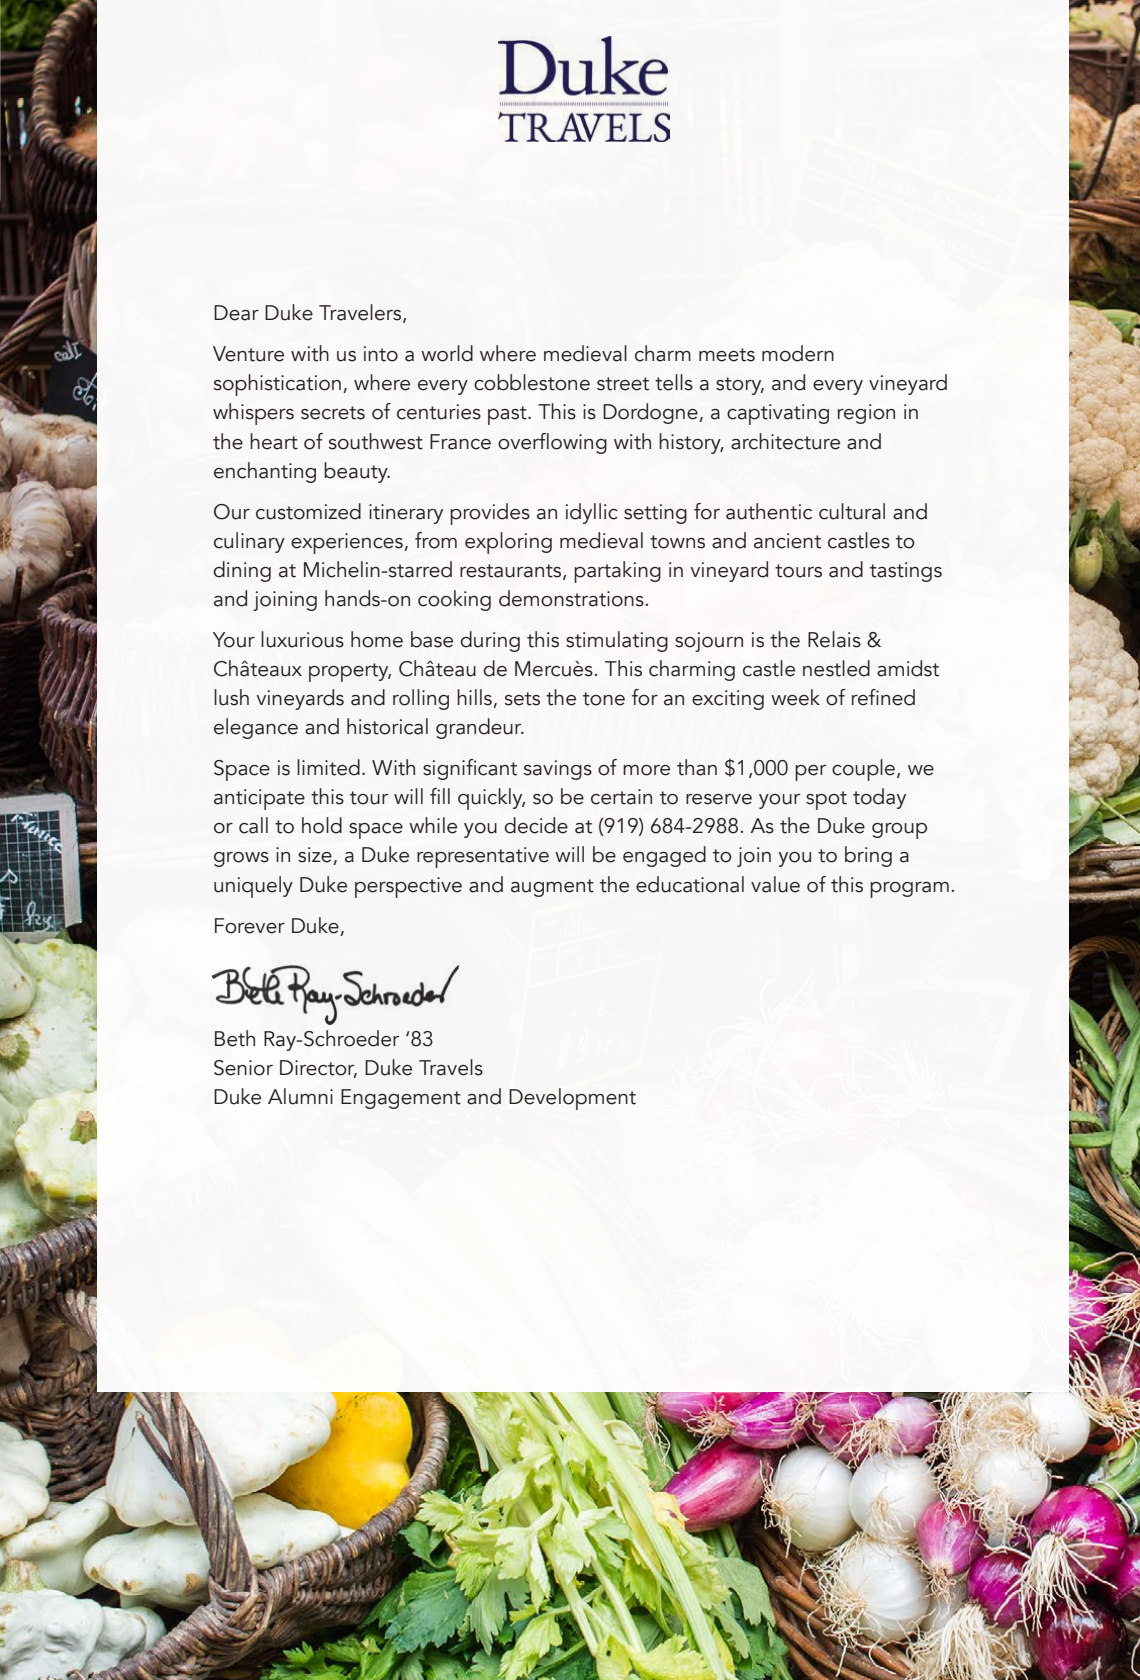 Duke
TRAVELS
Dear Duke Travelers,
Venture with us into a world where medieval charm meets modern
sophistication, where every cobblestone street tells a story, and every vineyard
whispers secrets of centuries past. This is Dordogne, a captivating region in
the heart of southwest France overflowing with history, architecture and
enchanting beauty.
Our customized itinerary provides an idyllic setting for authentic cultural and
culinary experiences, from exploring medieval towns and ancient castles to
dining at Michelin-starred restaurants, partaking in vineyard tours and tastings
and joining hands-on cooking demonstrations.
Your luxurious home base during this stimulating sojourn is the Relais &
Châteaux property, Château de Mercuès. This charming castle nestled amidst
lush vineyards and rolling hills, sets the tone for an exciting week of refined
elegance and historical grandeur.
Space is limited. With significant savings of more than $1,000 per couple, we
anticipate this tour will fill quickly, so be certain to reserve your spot today
or call to hold space while you decide at (919) 684-2988. As the Duke group
grows in size, a Duke representative will be engaged to join you to bring a
uniquely Duke perspective and augment the educational value of this program.
Forever Duke,
Beth Ray-Schroeder
Beth Ray-Schroeder ‘83
Senior Director, Duke Travels
Duke Alumni Engagement and Development